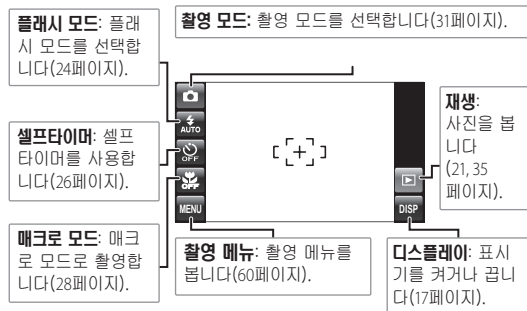 플래시 모드: 플래
시 모드를 선택합
니다(24페이지).
촬영 모드: 촬영 모드를 선택합니다(31페이지).
셀프타이머: 셀프
타이머를 사용합
니다(26페이지).
매크로 모드: 매크
로 모드로 촬영합
니다(28페이지).
AUTO
OFF
OFF
MENU
DISP
재생:
사진을 봅
니다
(21, 35
페이지).
촬영 메뉴: 촬영 메뉴를
봅니다(60페이지).
디스플레이: 표시
기를 켜거나 끕니
다(17페이지).